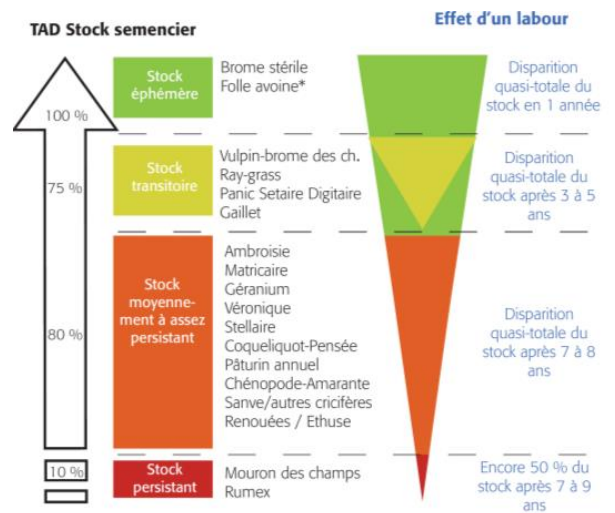 TAD Stock semencier
Effet d'un labour
100 %
Stock
éphémère
Brome stérile
Folle avoine*
Disparition
quasi-totale du
stock en 1 année
75 %
Stock
transitoire
Vulpin-brome des ch.
Ray-grass
Panic Setaire Digitaire
Gaillet
Disparition
quasi-totale du
stock après 3 à 5
ans
80 %
Stock
moyenne-
ment à assez
persistant
Ambroisie
Matricaire
Géranium
Véronique
Stellaire
Coqueliquot-Pensée
Pâturin annuel
Chénopode-Amarante
Sanve/autres cricifères
Renouées / Ethuse
Disparition
quasi-totale du
stock après 7 à 8
ans
10 %
Stock
persistant
Mouron des champs
Rumex
Encore 50 % du
stock après 7 à 9
ans